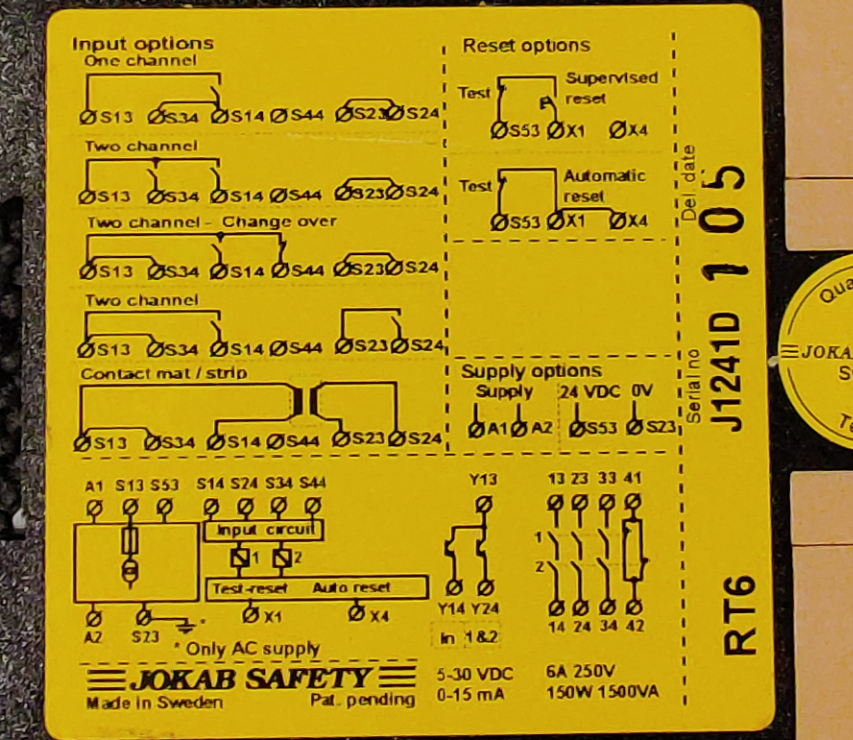 Input options
One channel
S13 S34 S14 S44 S23 S24
Two channel
S13 S34 S14 S44 S23 S24
Two channel - Change over
S13 S34 S14 S44 S23 S24
Two channel
S13 S34 S14 S44 S23 S24
Contact mat / strip
S13 S34 S14 S44 S23 S24
Reset options
Test Supervised
reset
S53 X1 X4
Test Automatic
reset
S53 X1 X4
Supply options
Supply 24 VDC 0V
A1 A2 S53 S23
A1 S13 S53 S14 S24 S34 S44
Input circuit
1 2
Test-reset Auto reset
A2 S23 * X1 X4
* Only AC supply
Y13
Y14 Y24
In 1&2
13 23 33 41
1
2
14 24 34 42
JOKAB SAFETY
Made in Sweden Pat. pending
5-30 VDC 6A 250V
0-15 mA 150W 1500VA
Del. date
105
Serial no
J1241D
RT6
Qua
JOKA
S
Te